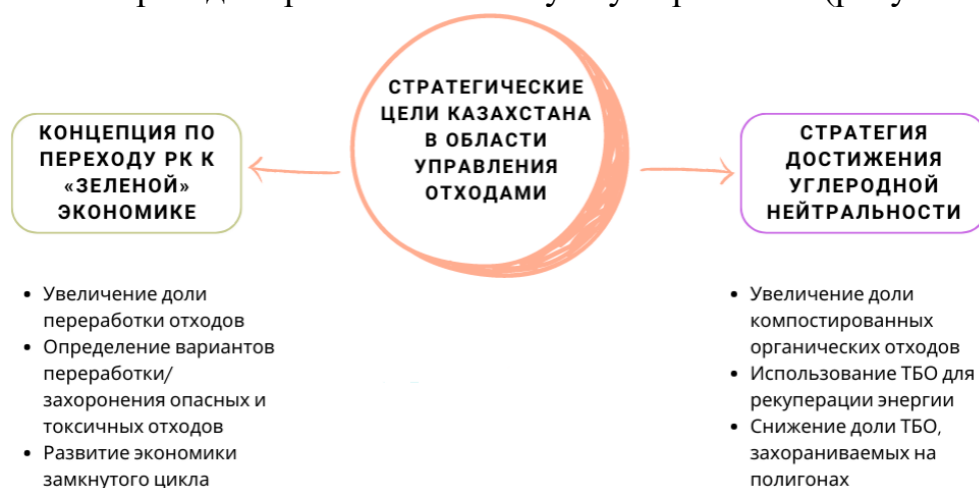 СТРАТЕГИЧЕСКИЕ
ЦЕЛИ КАЗАХСТАНА
В ОБЛАСТИ
УПРАВЛЕНИЯ
ОТХОДАМИ
КОНЦЕПЦИЯ ПО
ПЕРЕХОДУ РК К
«ЗЕЛЕНОЙ»
ЭКОНОМИКЕ
• Увеличение доли
переработки отходов
• Определение вариантов
переработки/
захоронения опасных и
токсичных отходов
• Развитие экономики
замкнутого цикла
СТРАТЕГИЯ
ДОСТИЖЕНИЯ
УГЛЕРОДНОЙ
НЕЙТРАЛЬНОСТИ
• Увеличение доли
компостированных
органических отходов
• Использование ТБО для
рекуперации энергии
• Снижение доли ТБО,
захораниваемых на
полигонах